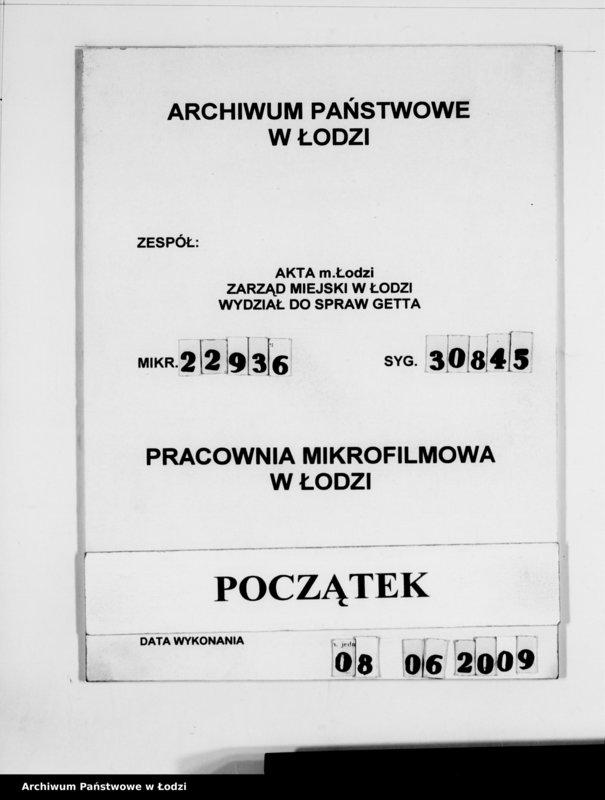 ARCHIWUM PAŃSTWOWE
W ŁODZI
ZESPÓŁ:
AKTA m.Łodzi
ZARZĄD MIEJSKI W ŁODZI
WYDZIAŁ DO SPRAW GETTA
MIKR. 22936 SYG. 30845
PRACOWNIA MIKROFILMOWA
W ŁODZI
POCZĄTEK
DATA WYKONANIA
08 06 2009
Archiwum Państwowe w Łodzi